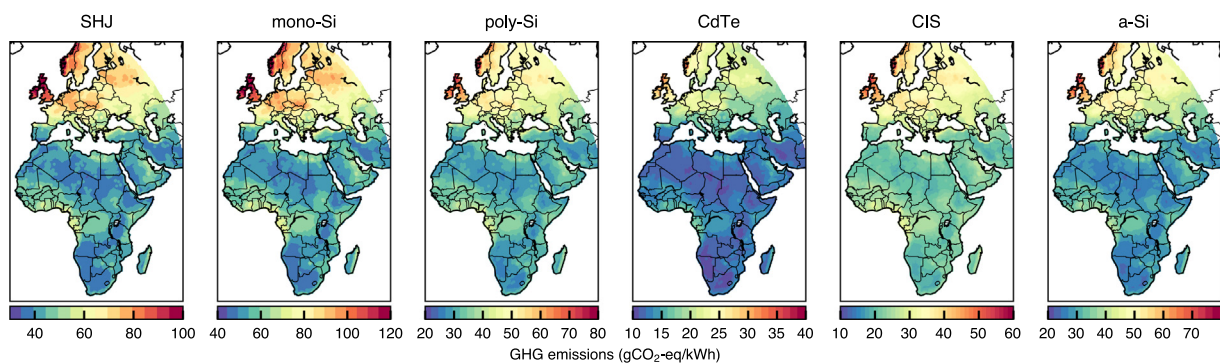 SHJ mono-Si poly-Si CdTe CIS a-Si
40 60 80 100 40 60 80 100 120 20 30 40 50 60 70 80 10 15 20 25 30 35 40 10 20 30 40 50 60 20 30 40 50 60 70
GHG emissions (gCO₂-eq/kWh)